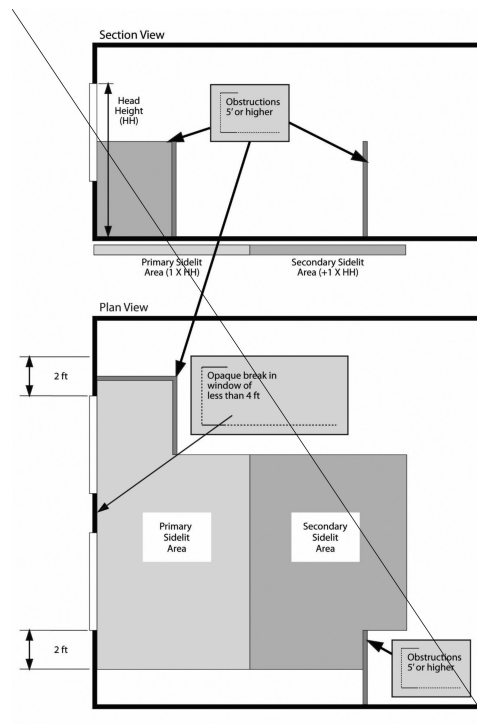 Section View
Head
Height
(HH)
Obstructions
5' or higher
Primary Sidelit
Area (1 X HH)
Secondary Sidelit
Area (+1 X HH)
Plan View
2 ft
Opaque break in
window of
less than 4 ft
Primary
Sidelit
Area
Secondary
Sidelit
Area
2 ft
Obstructions
5' or higher